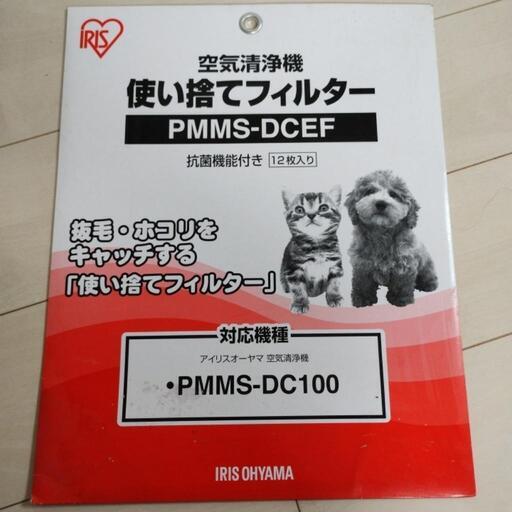 IRIS
空気清浄機
使い捨てフィルター
PMMS-DCEF
抗菌機能付き 12枚入り
抜毛・ホコリを
キャッチする
「使い捨てフィルター」
対応機種
アイリスオーヤマ 空気清浄機
•PMMS-DC100
IRIS OHYAMA